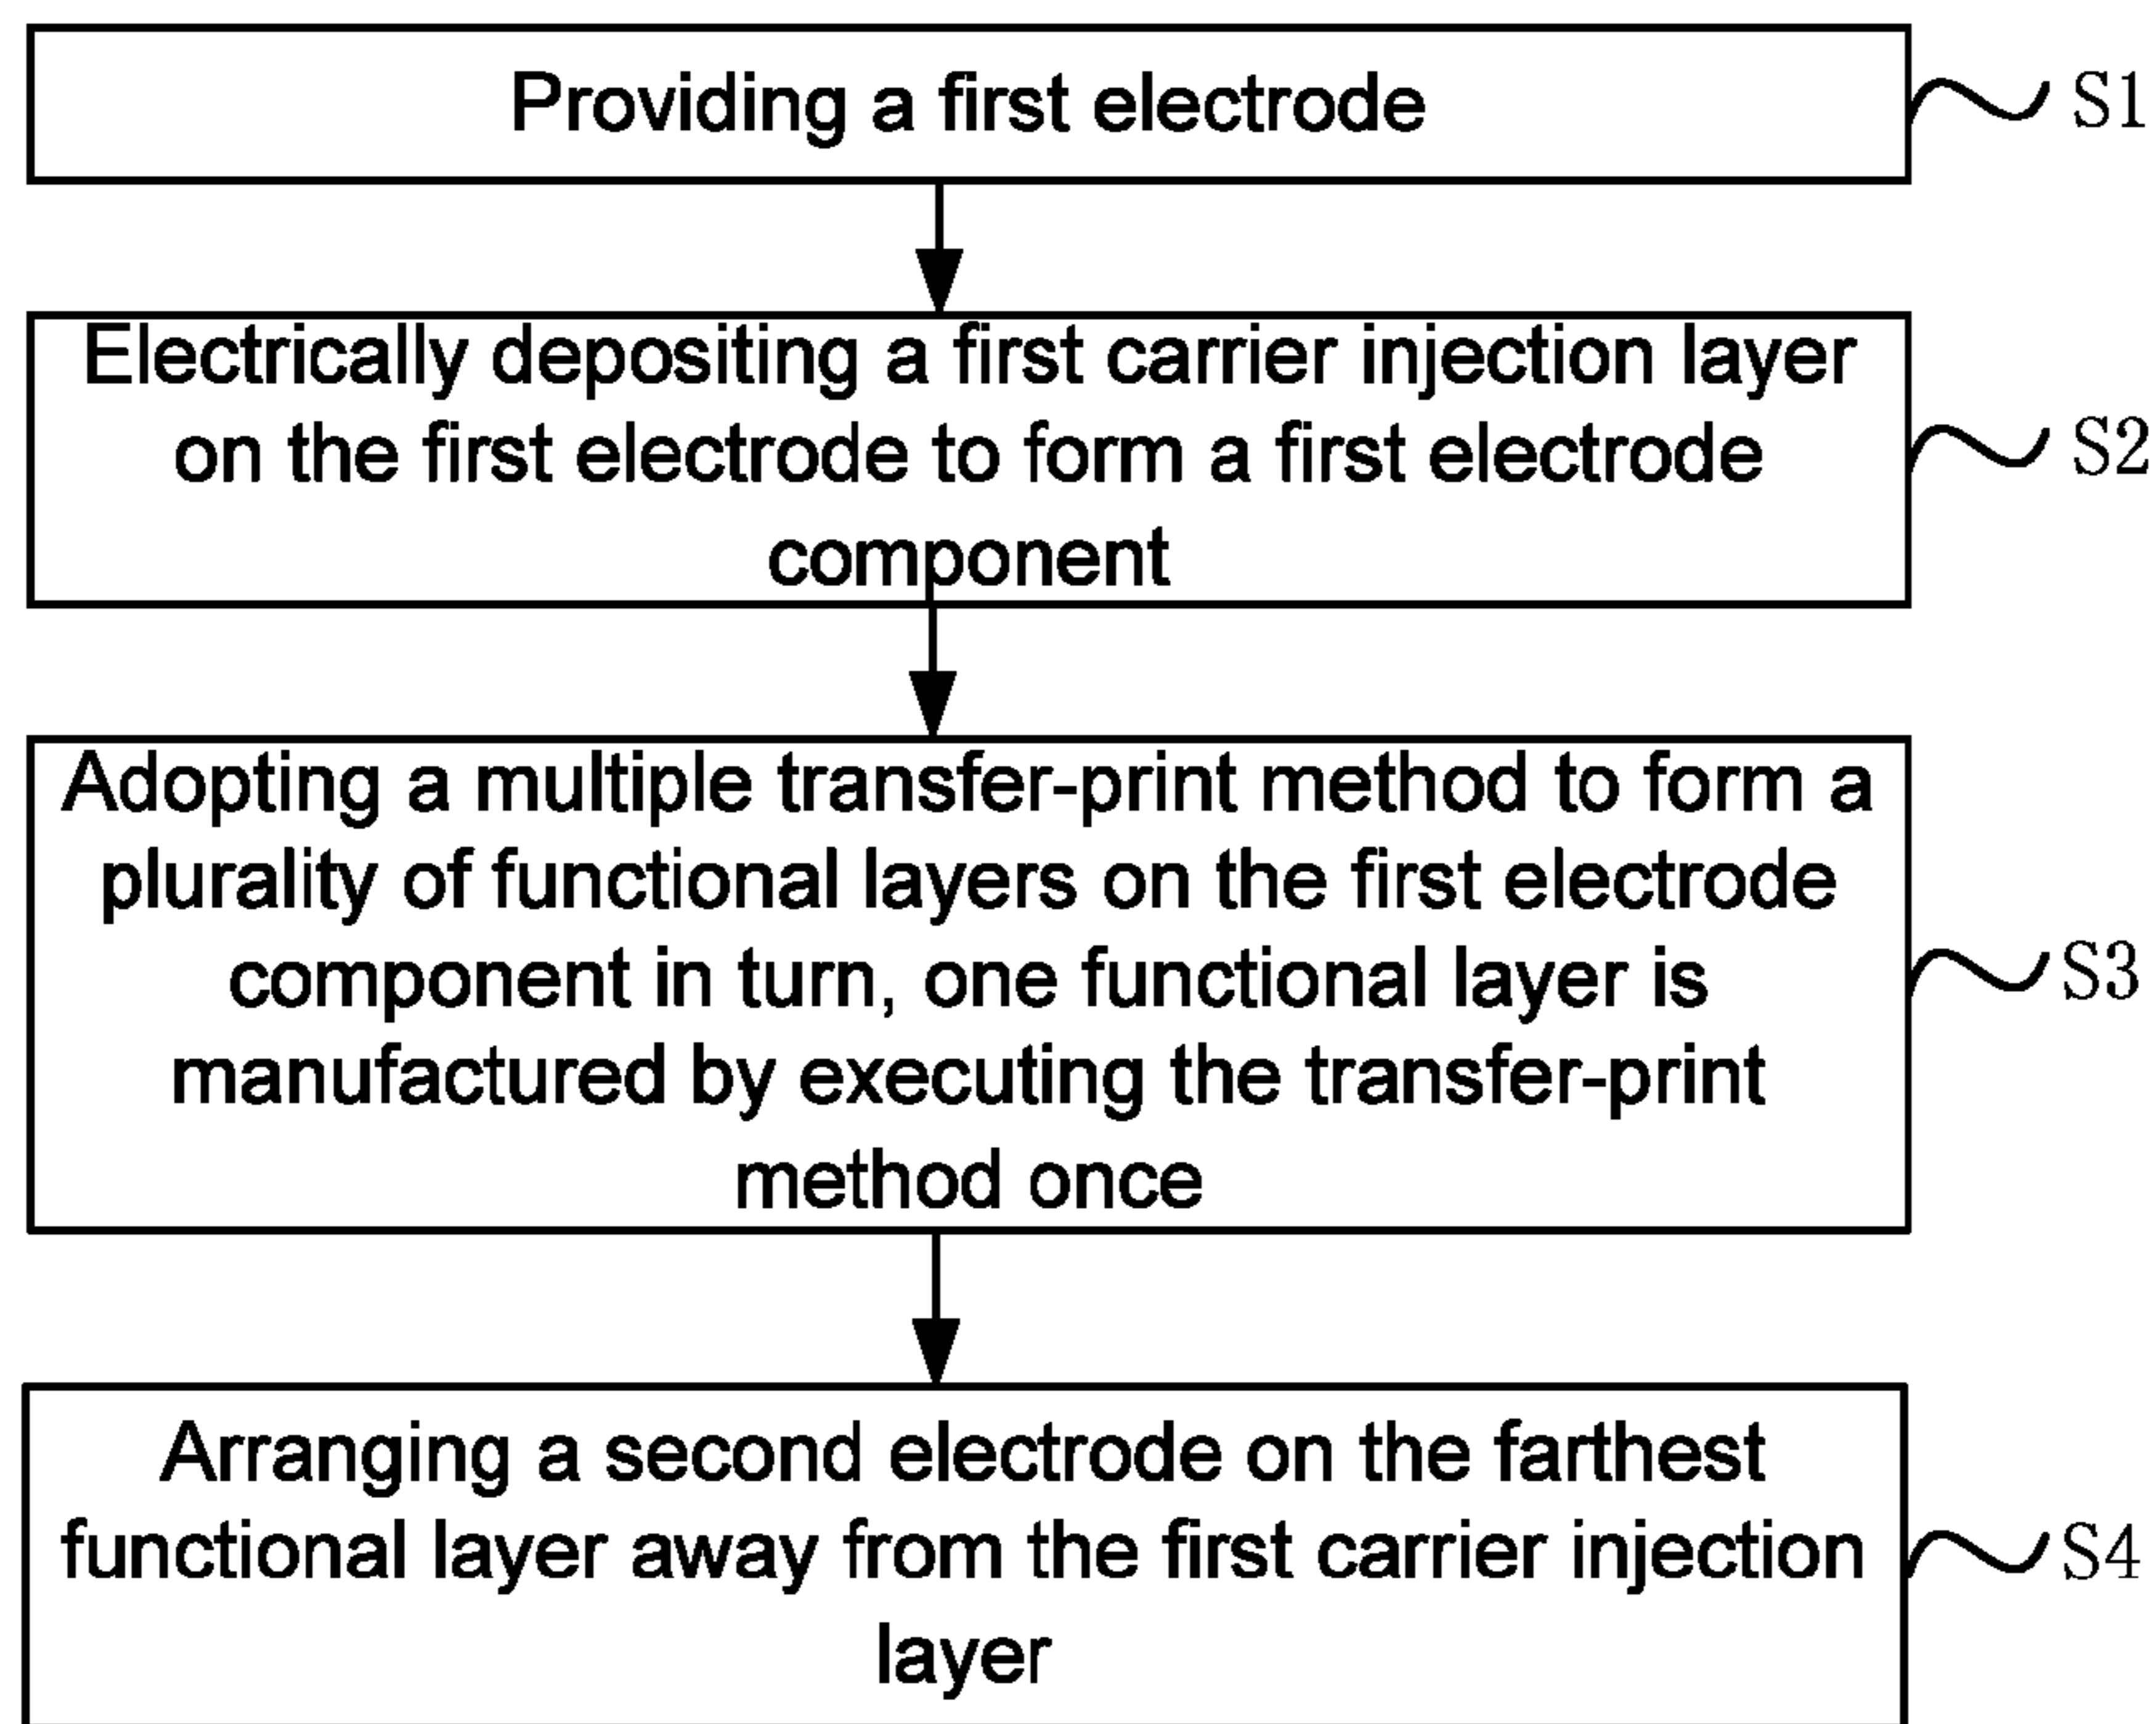 Providing a first electrode
S1
Electrically depositing a first carrier injection layer
on the first electrode to form a first electrode
component
S2
Adopting a multiple transfer-print method to form a
plurality of functional layers on the first electrode
component in turn, one functional layer is
manufactured by executing the transfer-print
method once
S3
Arranging a second electrode on the farthest
functional layer away from the first carrier injection
layer
S4